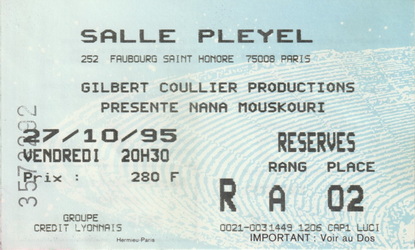 SALLE PLEYEL
252 FAUBOURG SAINT HONORE 75008 PARIS
GILBERT COULLIER PRODUCTIONS
PRESENTE NANA MOUSKOURI
27/10/95
VENDREDI 20H30
Prix : 280 F
RESERVES
RANG PLACE
R A 02
GROUPE
CREDIT LYONNAIS
Hermieu-Paris
0021-0031449 1206 CAP1 LUCI
IMPORTANT : Voir au Dos